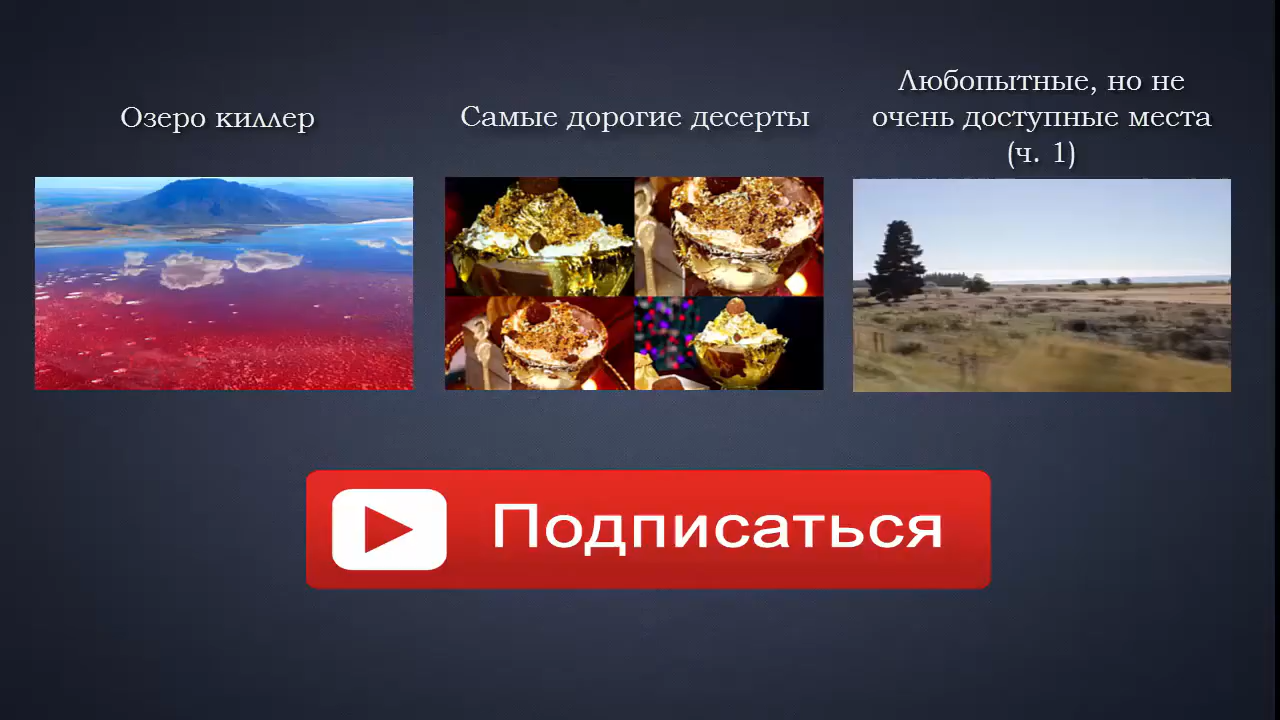 Озеро киллер
Самые дорогие десерты
Любопытные, но не
очень доступные места
(ч. 1)
Подписаться